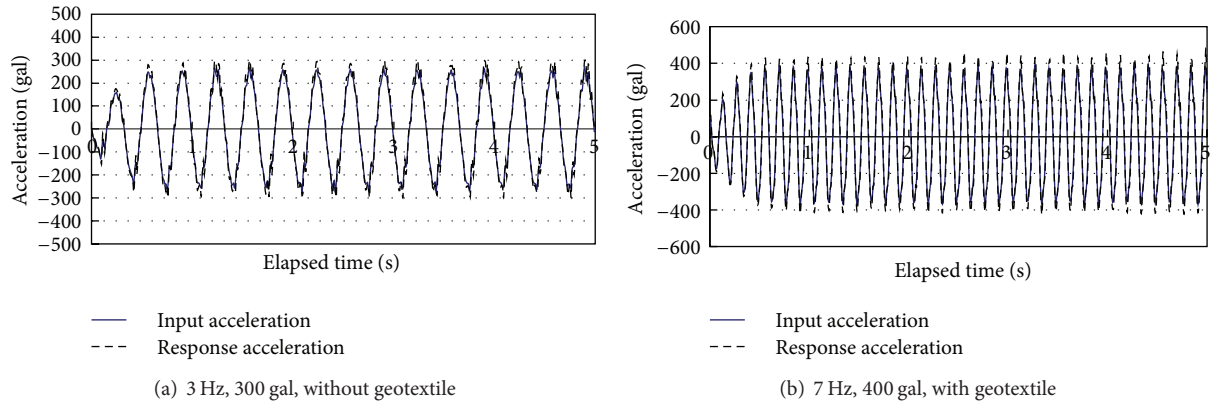 500
400
300
200
100
0
−100
−200
−300
−400
−500
Acceleration (gal)
0 1 2 3 4 5
Elapsed time (s)
Input acceleration
Response acceleration
(a) 3 Hz, 300 gal, without geotextile
600
400
200
0
−200
−400
−600
Acceleration (gal)
0 1 2 3 4 5
Elapsed time (s)
Input acceleration
Response acceleration
(b) 7 Hz, 400 gal, with geotextile